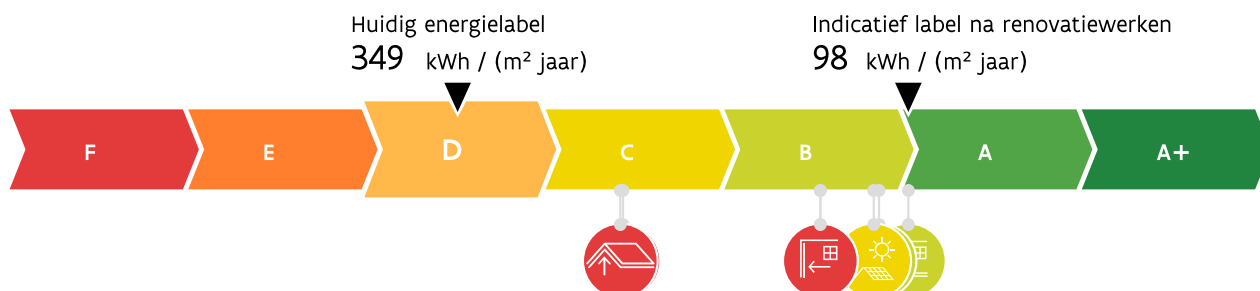 Huidig energielabel
349 kWh / (m² jaar)
Indicatief label na renovatiewerken
98 kWh / (m² jaar)
F E D C B A A+